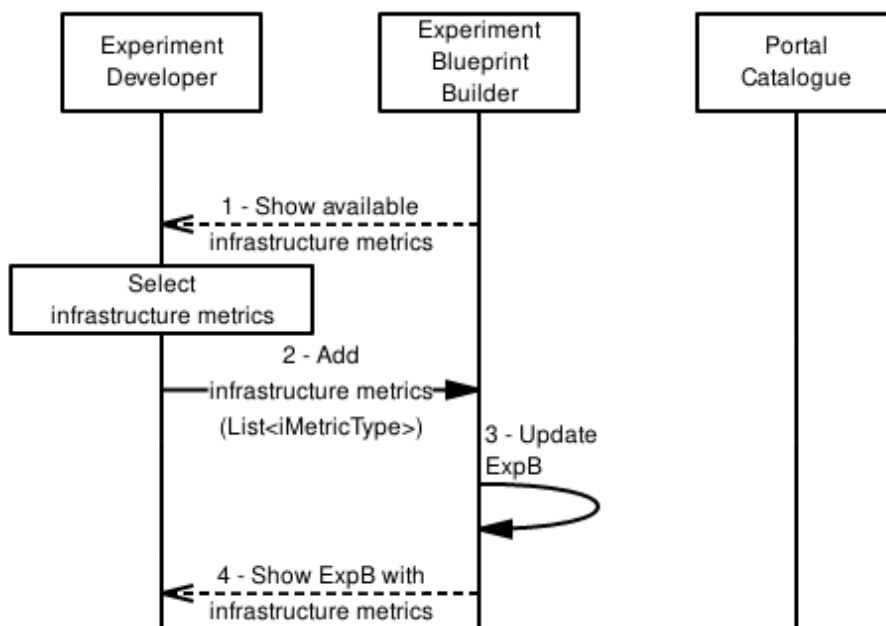 Experiment
Developer
Experiment
Blueprint
Builder
Portal
Catalogue
1 - Show available
infrastructure metrics
Select
infrastructure metrics
2 - Add
infrastructure metrics
(List<iMetricType>)
3 - Update
ExpB
4 - Show ExpB with
infrastructure metrics